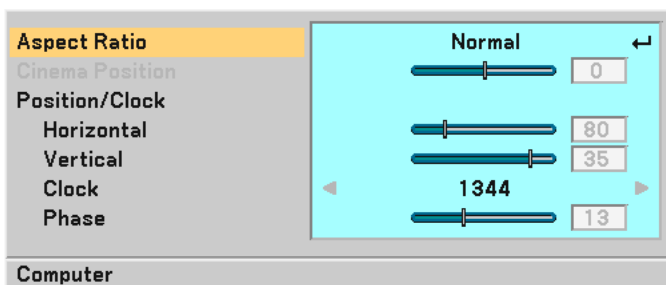 Aspect Ratio Normal
Cinema Position 0
Position/Clock
Horizontal 80
Vertical 35
Clock 1344
Phase 13
Computer